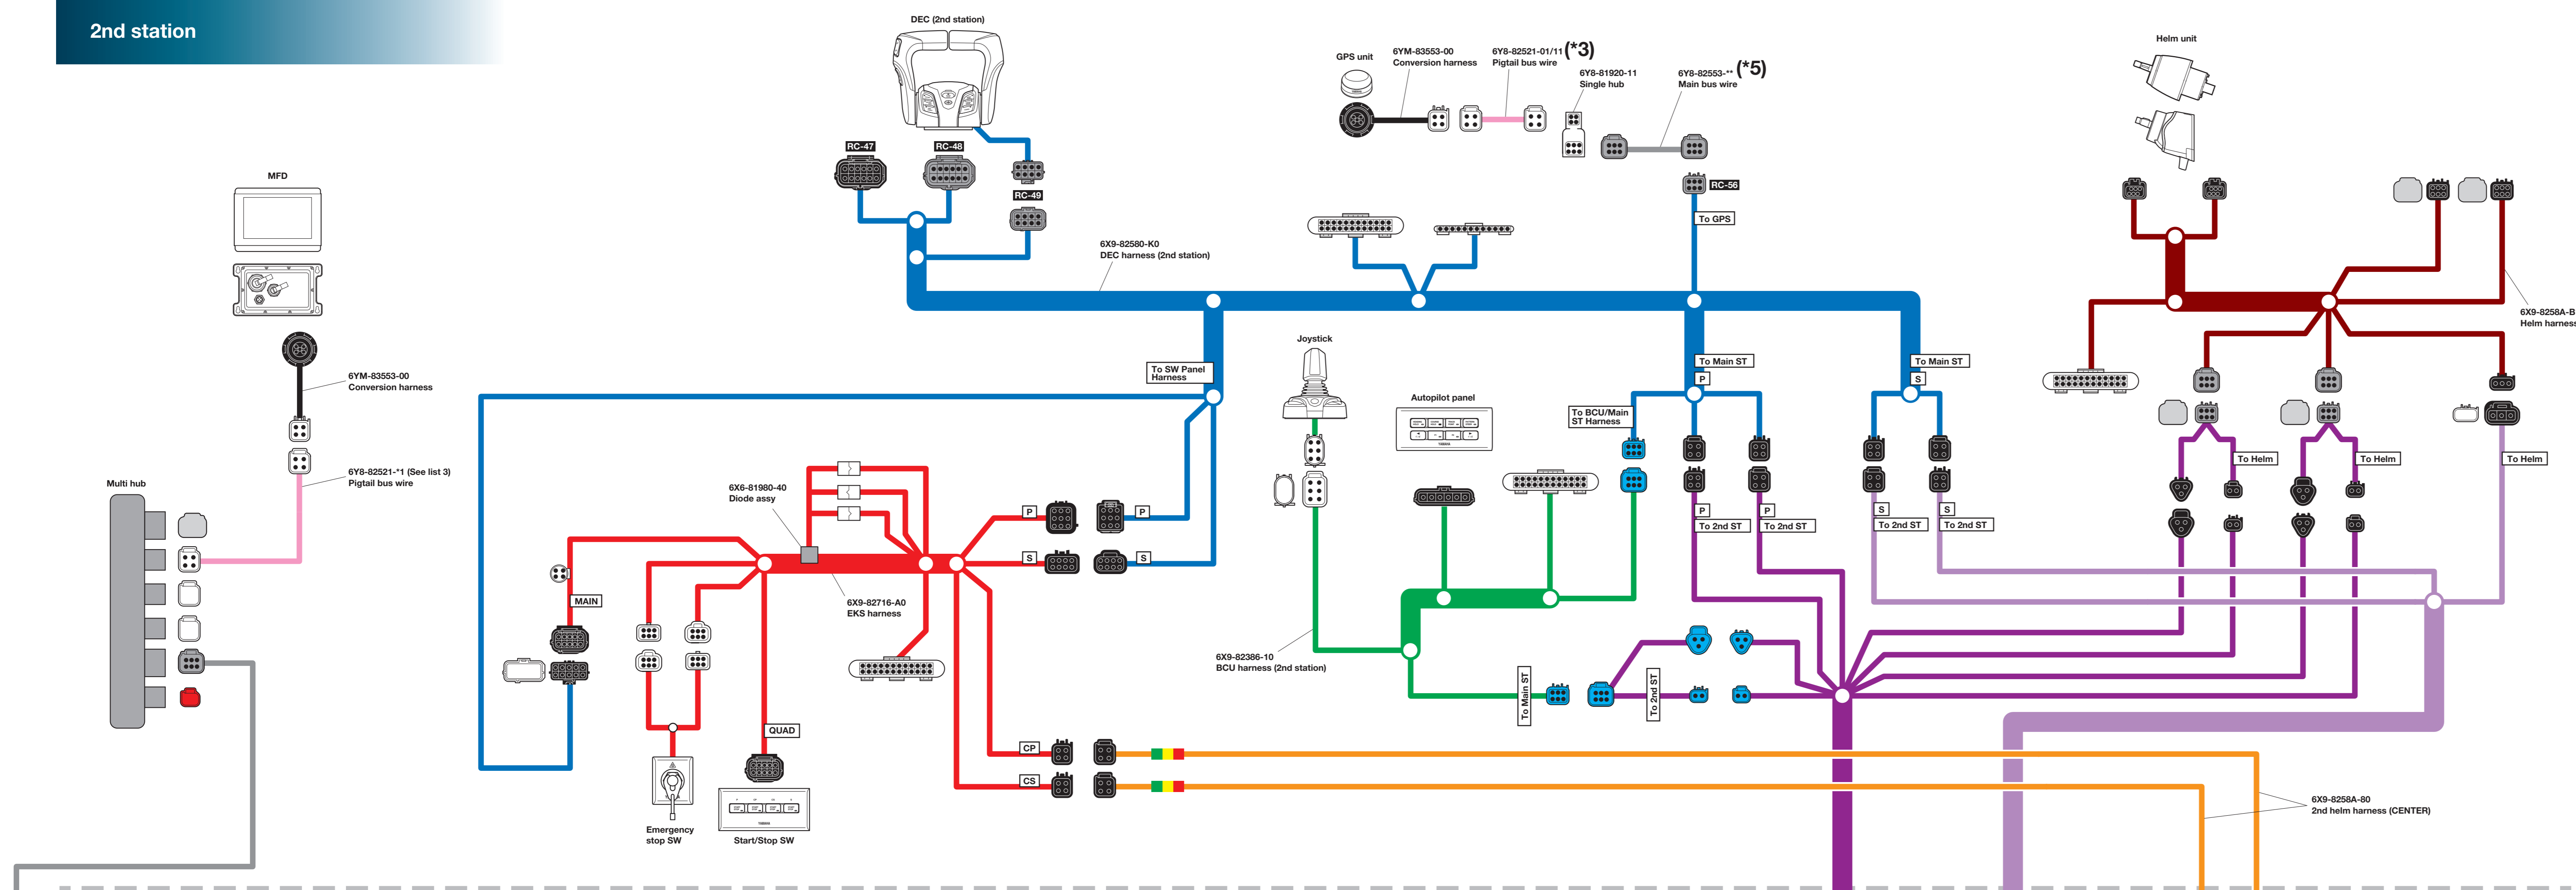 2nd station
DEC (2nd station)
RC-47
RC-48
RC-49
GPS unit
6YM-83553-00
Conversion harness
6Y8-82521-01/11 (*3)
Pigtail bus wire
6Y8-81920-11
Single hub
6Y8-82553-** (*5)
Main bus wire
RC-56
To GPS
Helm unit
MFD
6X9-82580-K0
DEC harness (2nd station)
6X9-8258A-B
Helm harness
6YM-83553-00
Conversion harness
6Y8-82521-*1 (See list 3)
Pigtail bus wire
Multi hub
To SW Panel
Harness
Joystick
Autopilot panel
To BCU/Main
ST Harness
To Main ST
P
To Main ST
S
To Helm
To Helm
To Helm
6X6-81980-40
Diode assy
P
P
S
S
P
To 2nd ST
P
To 2nd ST
S
To 2nd ST
S
To 2nd ST
MAIN
6X9-82716-A0
EKS harness
6X9-82386-10
BCU harness (2nd station)
To Main ST
To 2nd ST
QUAD
CP
CS
Emergency
stop SW
Start/Stop SW
6X9-8258A-80
2nd helm harness (CENTER)